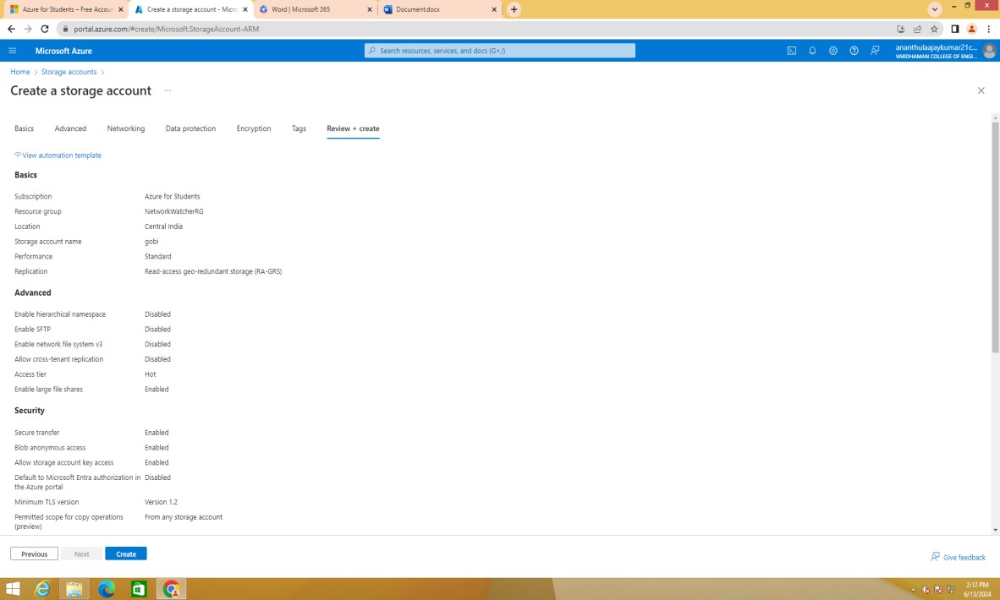 Azure for Students – Free Accoun
Create a storage account - Micro
Word | Microsoft 365
Document.docx
portal.azure.com/#create/Microsoft.StorageAccount-ARM
Microsoft Azure
Search resources, services, and docs (G+/)
ananthulaajaykumar21c...
VARDHAMAN COLLEGE OF ENGI...
Home > Storage accounts >
Create a storage account ...
Basics Advanced Networking Data protection Encryption Tags Review + create
View automation template
Basics
Subscription Azure for Students
Resource group NetworkWatcherRG
Location Central India
Storage account name gobi
Performance Standard
Replication Read-access geo-redundant storage (RA-GRS)
Advanced
Enable hierarchical namespace Disabled
Enable SFTP Disabled
Enable network file system v3 Disabled
Allow cross-tenant replication Disabled
Access tier Hot
Enable large file shares Enabled
Security
Secure transfer Enabled
Blob anonymous access Enabled
Allow storage account key access Enabled
Default to Microsoft Entra authorization in Disabled
the Azure portal
Minimum TLS version Version 1.2
Permitted scope for copy operations From any storage account
(preview)
Previous Next Create
Give feedback
2:12 PM
6/13/2024